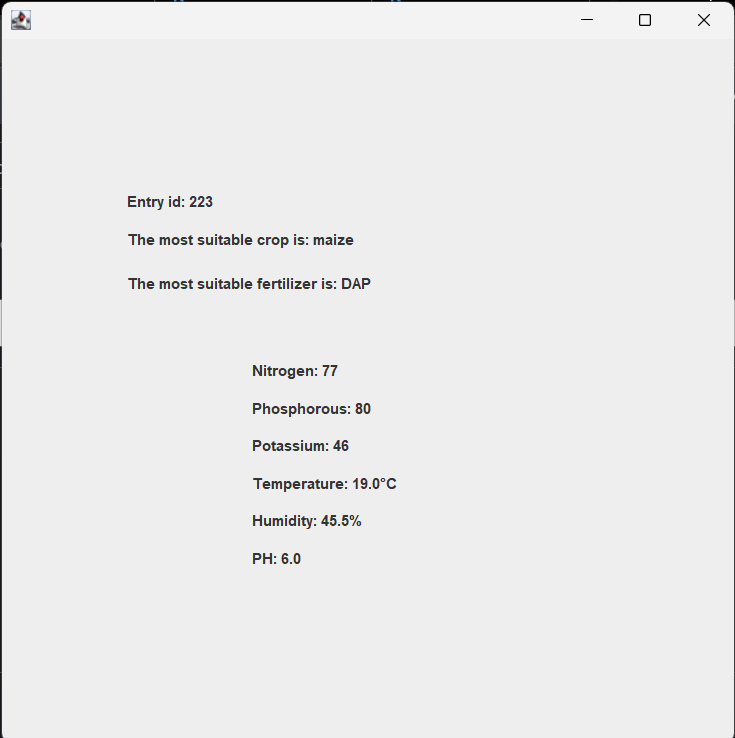 Entry id: 223
The most suitable crop is: maize
The most suitable fertilizer is: DAP
Nitrogen: 77
Phosphorous: 80
Potassium: 46
Temperature: 19.0°C
Humidity: 45.5%
PH: 6.0